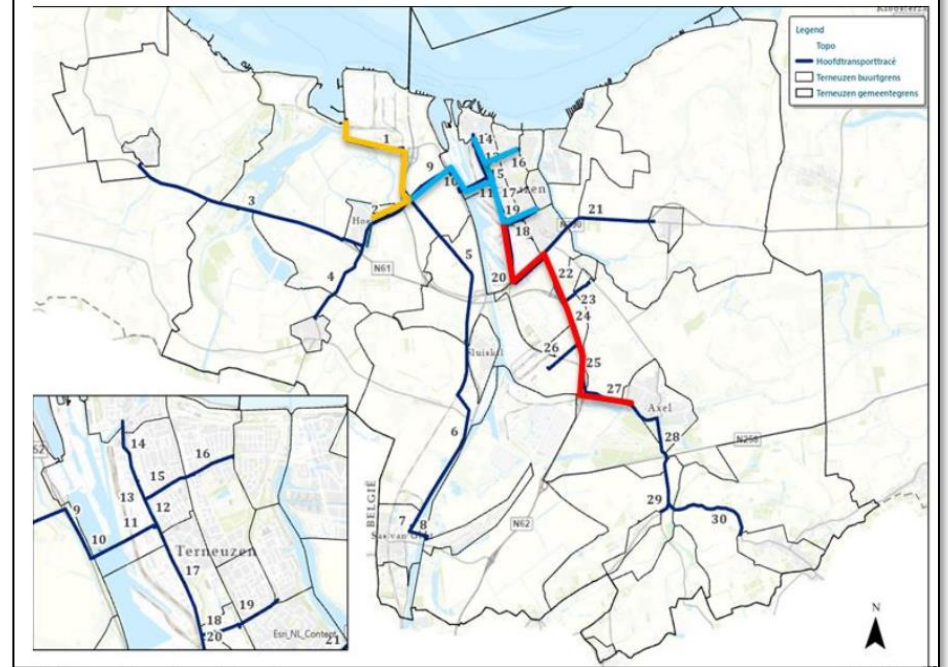 Legend
Topo
Hoofdtransporttracé
Terneuzen buurtgrens
Terneuzen gemeentegrens
1
14
16
9
15
10
11
17
2
19
3
21
18
N61
5
4
20
22
23
24
Sluiskil
26
25
27
Axel
6
28
N258
29
30
BELGIË
7
8
N62
N
9
14
16
15
13
12
11
10
Terneuzen
17
19
18
20
Esri_NL_Content
21